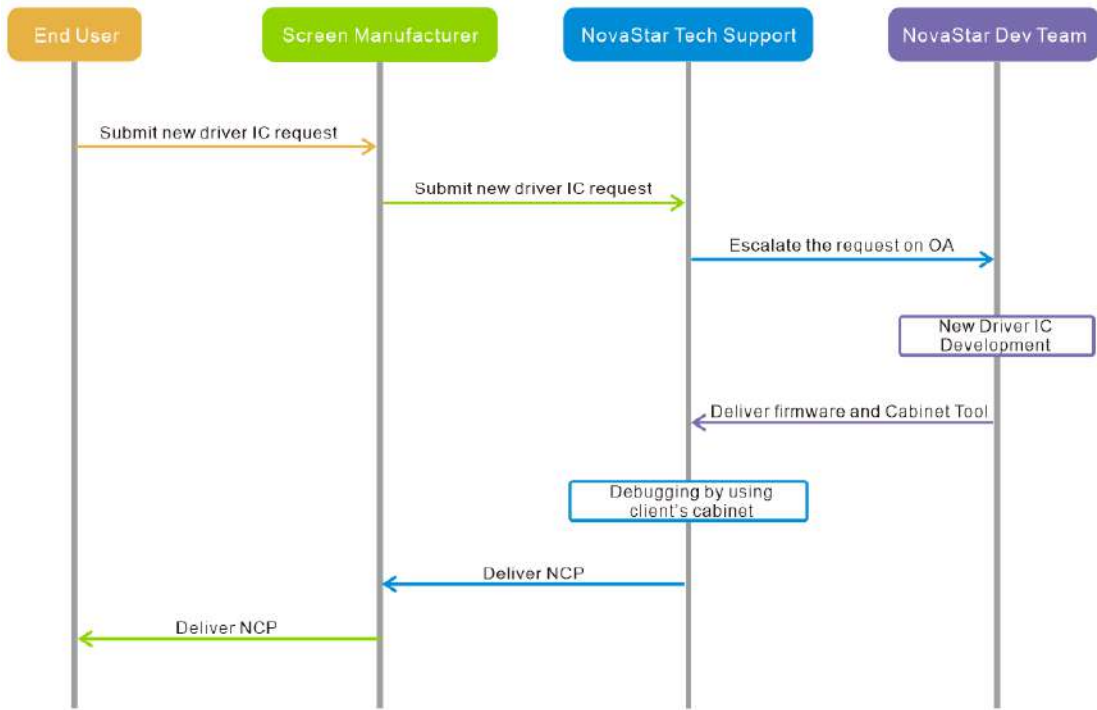 End User
Screen Manufacturer
NovaStar Tech Support
NovaStar Dev Team
Submit new driver IC request
Submit new driver IC request
Escalate the request on OA
New Driver IC
Development
Deliver firmware and Cabinet Tool
Debugging by using
client's cabinet
Deliver NCP
Deliver NCP